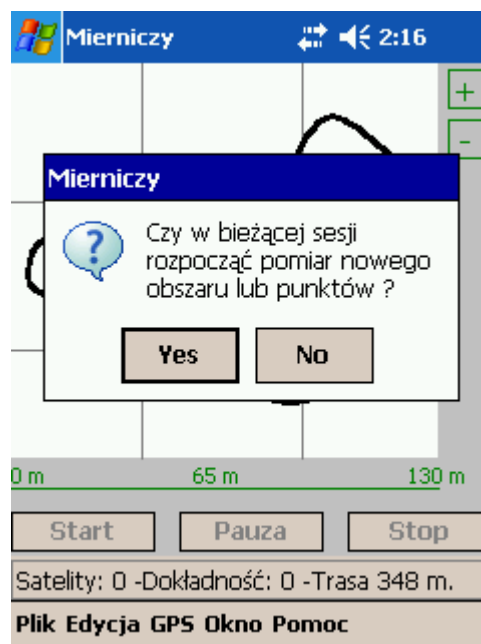 Mierniczy 2:16
+
-
Mierniczy
Czy w bieżącej sesji
rozpocząć pomiar nowego
obszaru lub punktów ?
Yes No
0 m 65 m 130 m
Start Pauza Stop
Satelity: 0 -Dokładność: 0 -Trasa 348 m.
Plik Edycja GPS Okno Pomoc